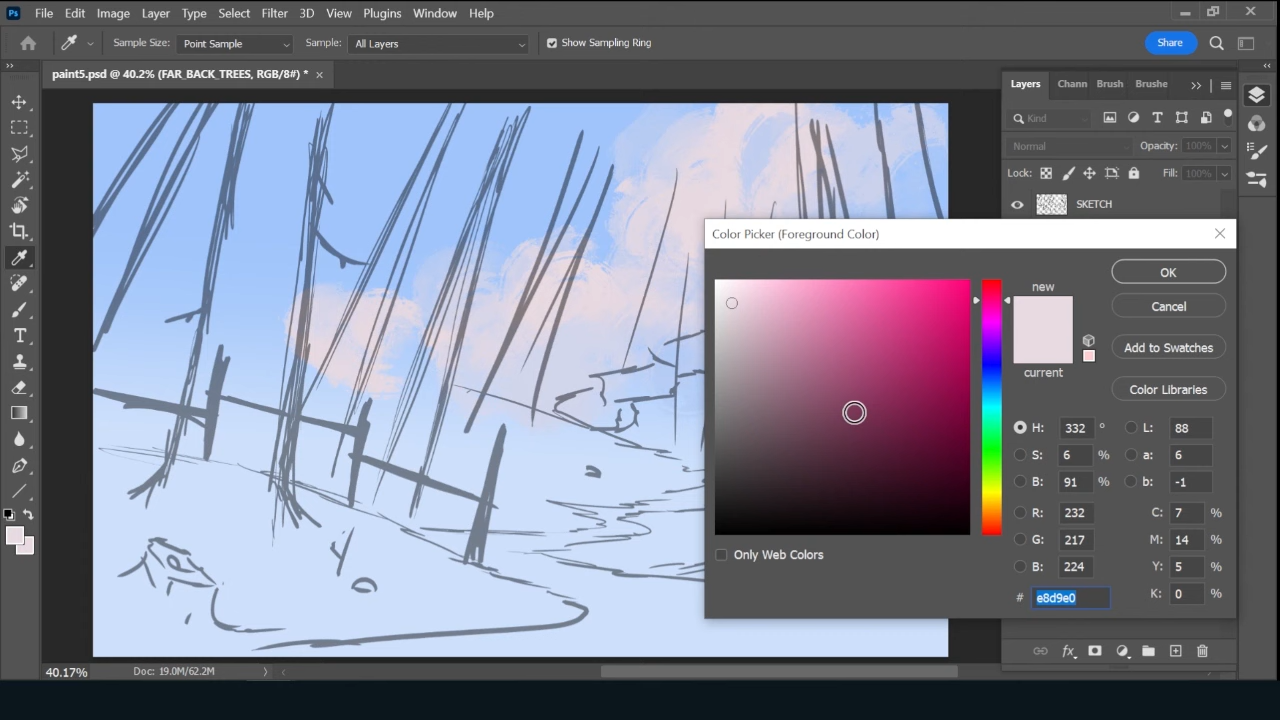 Ps File Edit Image Layer Type Select Filter 3D View Plugins Window Help
Sample Size: Point Sample Sample: All Layers Show Sampling Ring Share
paint5.psd @ 40.2% (FAR_BACK_TREES, RGB/8#) * ×
Layers Chann Brush Brushe
Kind
Normal Opacity: 100%
Lock: Fill: 100%
SKETCH
Color Picker (Foreground Color)
OK
new
Cancel
Add to Swatches
current
Color Libraries
H: 332 ° L: 88
S: 6 % a: 6
B: 91 % b: -1
R: 232 C: 7 %
G: 217 M: 14 %
B: 224 Y: 5 %
# e8d9e0 K: 0 %
Only Web Colors
fx
40.17% Doc: 19.0M/62.2M